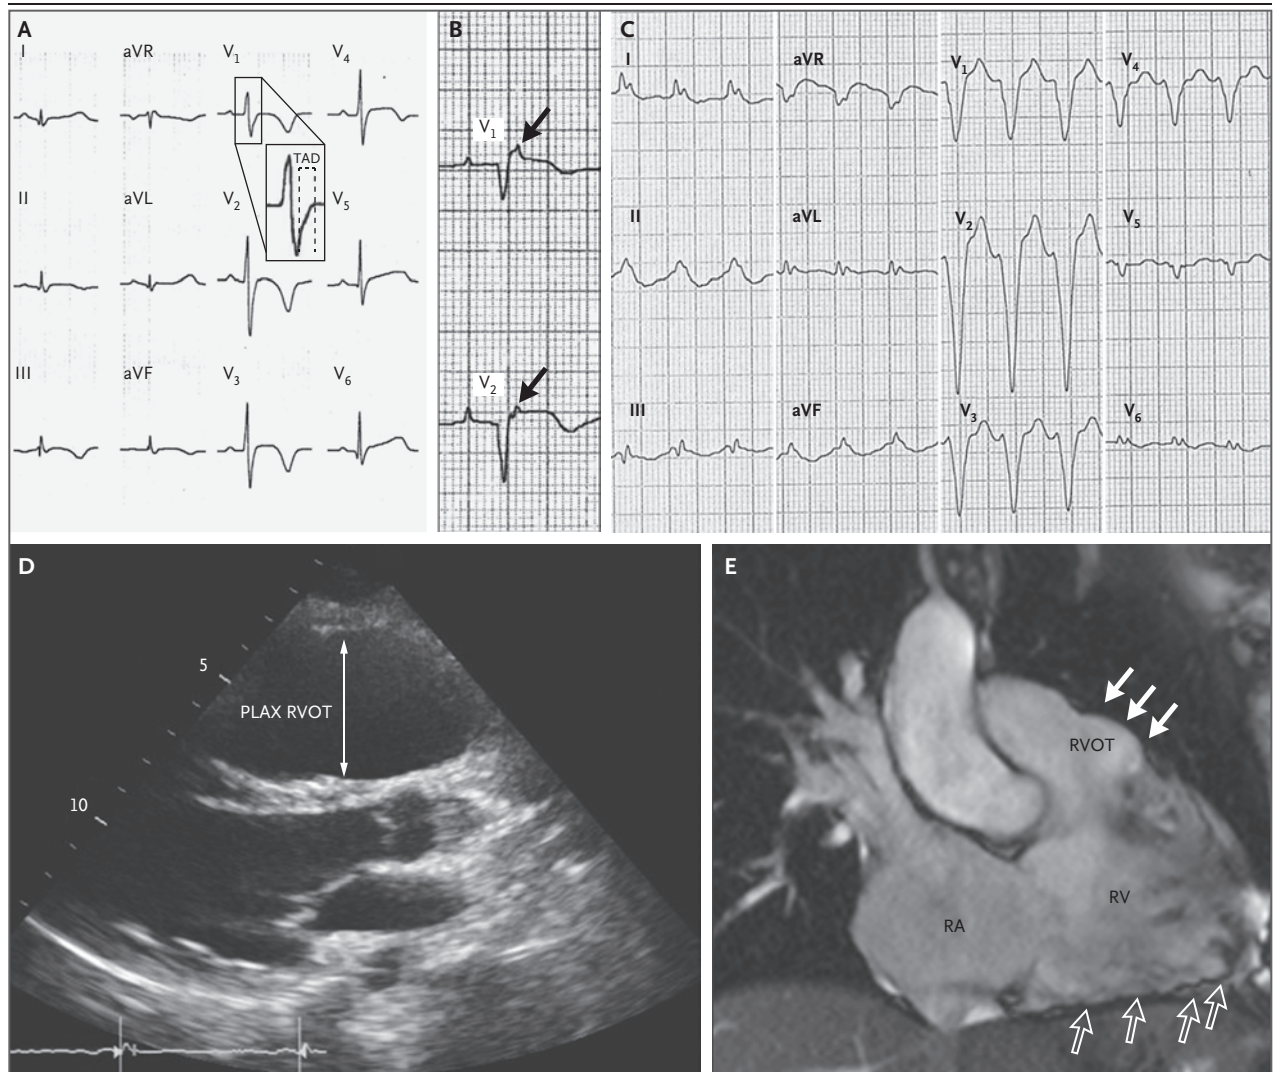 A
B
C
I
aVR
V1
V4
II
aVL
V2
TAD
V5
III
aVF
V3
V6
V1
V2
I
aVR
V1
V4
II
aVL
V2
V5
III
aVF
V3
V6
D
5
PLAX RVOT
10
E
RVOT
RV
RA